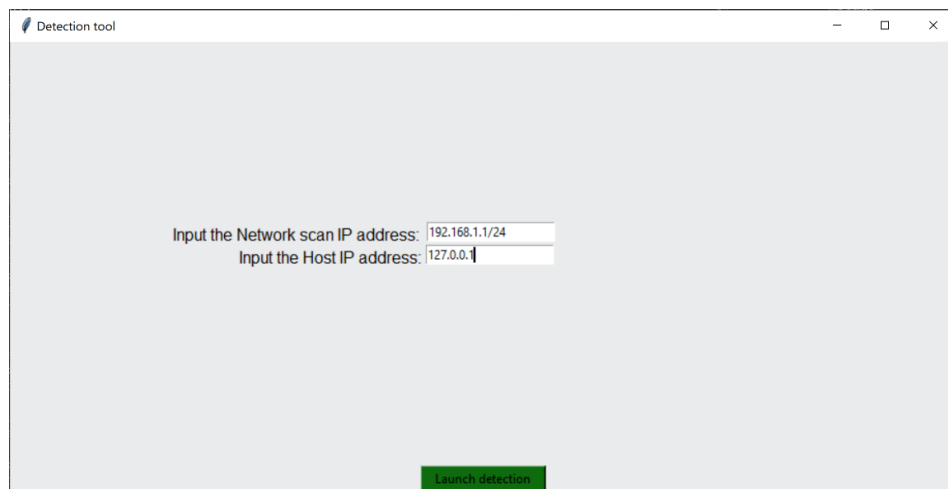 Detection tool
Input the Network scan IP address: 192.168.1.1/24
Input the Host IP address: 127.0.0.1
Launch detection